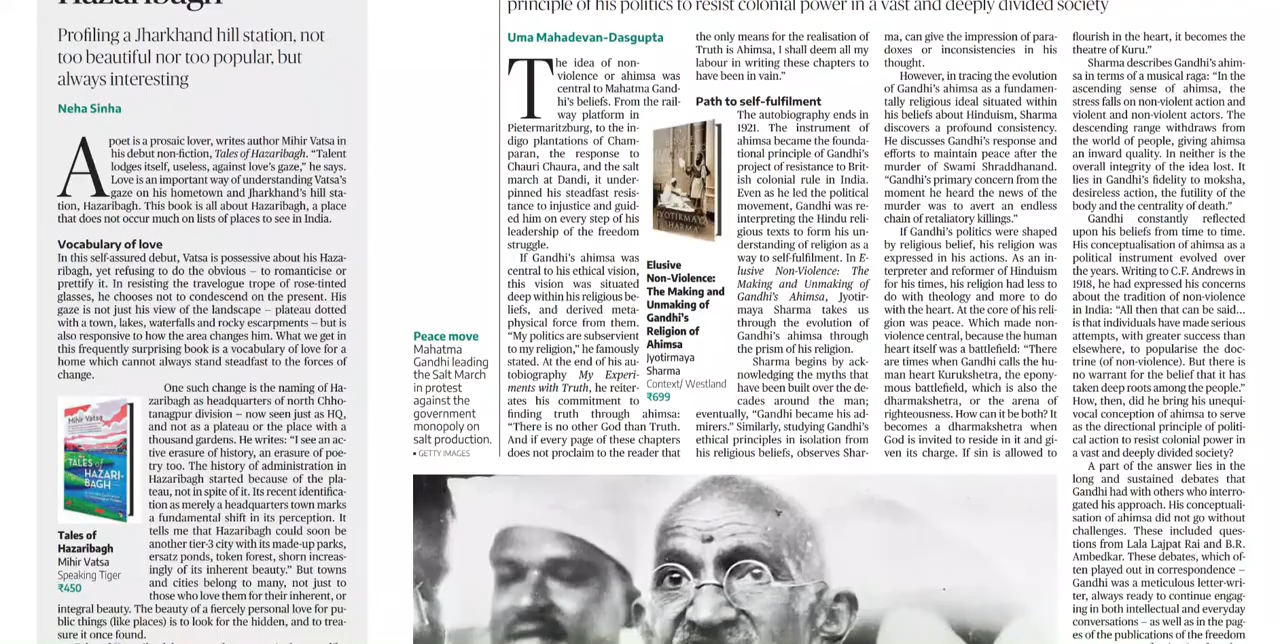 Hazaribagh
Profiling a Jharkhand hill station, not
too beautiful nor too popular, but
always interesting
Neha Sinha
A poet is a prosaic lover, writes author Mihir Vatsa in
his debut non-fiction, Tales of Hazaribagh. “Talent
lodges itself, useless, against love’s gaze,” he says.
Love is an important way of understanding Vatsa’s
gaze on his hometown and Jharkhand’s hill sta-
tion, Hazaribagh. This book is all about Hazaribagh, a place
that does not occur much on lists of places to see in India.
Vocabulary of love
In this self-assured debut, Vatsa is possessive about his Haza-
ribagh, yet refusing to do the obvious – to romanticise or
prettify it. In resisting the travelogue trope of rose-tinted
glasses, he chooses not to condescend on the present. His
gaze is not just his view of the landscape – plateau dotted
with a town, lakes, waterfalls and rocky escarpments – but is
also responsive to how the area changes him. What we get in
this frequently surprising book is a vocabulary of love for a
home which cannot always stand steadfast to the forces of
change.
One such change is the naming of Ha-
zaribagh as headquarters of north Chho-
tanagpur division – now seen just as HQ,
and not as a plateau or the place with a
thousand gardens. He writes: “I see an ac-
tive erasure of history, an erasure of poe-
try too. The history of administration in
Hazaribagh started because of the pla-
teau, not in spite of it. Its recent identifica-
tion as merely a headquarters town marks
a fundamental shift in its perception. It
tells me that Hazaribagh could soon be
another tier-3 city with its made-up parks,
ersatz ponds, token forest, shorn increas-
ingly of its inherent beauty.” But towns
and cities belong to many, not just to
those who love them for their inherent, or
integral beauty. The beauty of a fiercely personal love for pu-
blic things (like places) is to look for the hidden, and to trea-
sure it once found.
Mihir Vatsa
TALES of
HAZARI-
BAGH
Tales of
Hazaribagh
Mihir Vatsa
Speaking Tiger
₹450
Peace move
Mahatma
Gandhi leading
the Salt March
in protest
against the
government
monopoly on
salt production.
▪ GETTY IMAGES
principle of his politics to resist colonial power in a vast and deeply divided society
Uma Mahadevan-Dasgupta
The idea of non-
violence or ahimsa was
central to Mahatma Gand-
hi’s beliefs. From the rail-
way platform in
Pietermaritzburg, to the in-
digo plantations of Cham-
paran, the response to
Chauri Chaura, and the salt
march at Dandi, it under-
pinned his steadfast resis-
tance to injustice and guid-
ed him on every step of his
leadership of the freedom
struggle.
If Gandhi’s ahimsa was
central to his ethical vision,
this vision was situated
deep within his religious be-
liefs, and derived meta-
physical force from them.
“My politics are subservient
to my religion,” he famously
stated. At the end of his au-
tobiography My Experi-
ments with Truth, he reiter-
ates his commitment to
finding truth through ahimsa:
“There is no other God than Truth.
And if every page of these chapters
does not proclaim to the reader that
the only means for the realisation of
Truth is Ahimsa, I shall deem all my
labour in writing these chapters to
have been in vain.”
Path to self-fulfilment
The autobiography ends in
1921. The instrument of
ahimsa became the founda-
tional principle of Gandhi’s
project of resistance to Brit-
ish colonial rule in India.
Even as he led the political
movement, Gandhi was re-
interpreting the Hindu reli-
gious texts to form his un-
derstanding of religion as a
way to self-fulfilment. In E-
lusive Non-Violence: The
Making and Unmaking of
Gandhi’s Ahimsa, Jyotir-
maya Sharma takes us
through the evolution of
Gandhi’s ahimsa through
the prism of his religion.
Sharma begins by ack-
nowledging the myths that
have been built over the de-
cades around the man;
eventually, “Gandhi became his ad-
mirers.” Similarly, studying Gandhi’s
ethical principles in isolation from
his religious beliefs, observes Shar-
JYOTIRMAYA
SHARMA
Elusive
Non-Violence:
The Making and
Unmaking of
Gandhi’s
Religion of
Ahimsa
Jyotirmaya
Sharma
Context/ Westland
₹699
ma, can give the impression of para-
doxes or inconsistencies in his
thought.
However, in tracing the evolution
of Gandhi’s ahimsa as a fundamen-
tally religious ideal situated within
his beliefs about Hinduism, Sharma
discovers a profound consistency.
He discusses Gandhi’s response and
efforts to maintain peace after the
murder of Swami Shraddhanand.
“Gandhi’s primary concern from the
moment he heard the news of the
murder was to avert an endless
chain of retaliatory killings.”
If Gandhi’s politics were shaped
by religious belief, his religion was
expressed in his actions. As an in-
terpreter and reformer of Hinduism
for his times, his religion had less to
do with theology and more to do
with the heart. At the core of his reli-
gion was peace. Which made non-
violence central, because the human
heart itself was a battlefield: “There
are times when Gandhi calls the hu-
man heart Kurukshetra, the epony-
mous battlefield, which is also the
dharmakshetra, or the arena of
righteousness. How can it be both? It
becomes a dharmakshetra when
God is invited to reside in it and gi-
ven its charge. If sin is allowed to
flourish in the heart, it becomes the
theatre of Kuru.”
Sharma describes Gandhi’s ahim-
sa in terms of a musical raga: “In the
ascending sense of ahimsa, the
stress falls on non-violent action and
violent and non-violent actors. The
descending range withdraws from
the world of people, giving ahimsa
an inward quality. In neither is the
overall integrity of the idea lost. It
lies in Gandhi’s fidelity to moksha,
desireless action, the futility of the
body and the centrality of death.”
Gandhi constantly reflected
upon his beliefs from time to time.
His conceptualisation of ahimsa as a
political instrument evolved over
the years. Writing to C.F. Andrews in
1918, he had expressed his concerns
about the tradition of non-violence
in India: “All then that can be said...
is that individuals have made serious
attempts, with greater success than
elsewhere, to popularise the doc-
trine (of non-violence). But there is
no warrant for the belief that it has
taken deep roots among the people.”
How, then, did he bring his unequi-
vocal conception of ahimsa to serve
as the directional principle of politi-
cal action to resist colonial power in
a vast and deeply divided society?
A part of the answer lies in the
long and sustained debates that
Gandhi had with others who interro-
gated his approach. His conceptuali-
sation of ahimsa did not go without
challenges. These included ques-
tions from Lala Lajpat Rai and B.R.
Ambedkar. These debates, which of-
ten played out in correspondence –
Gandhi was a meticulous letter-wri-
ter, always ready to continue engag-
ing in both intellectual and everyday
conversations – as well as in the pag-
es of the publications of the freedom